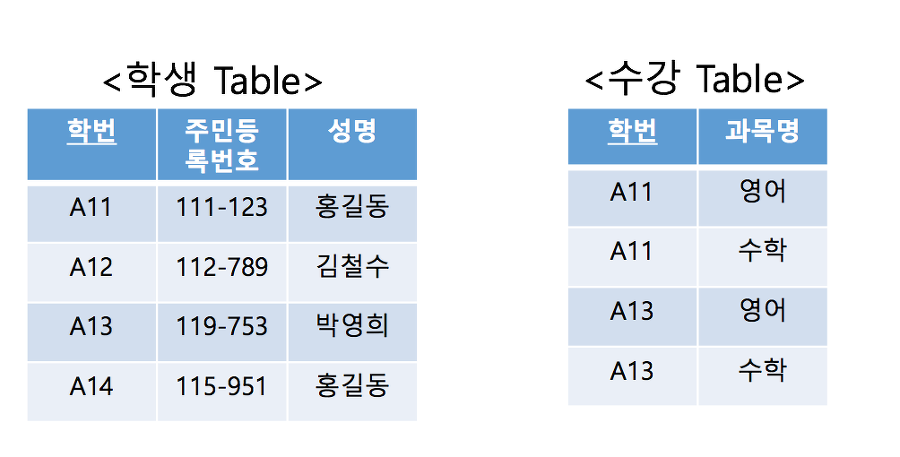 <학생 Table>
학번 주민등록번호 성명
A11 111-123 홍길동
A12 112-789 김철수
A13 119-753 박영희
A14 115-951 홍길동
<수강 Table>
학번 과목명
A11 영어
A11 수학
A13 영어
A13 수학